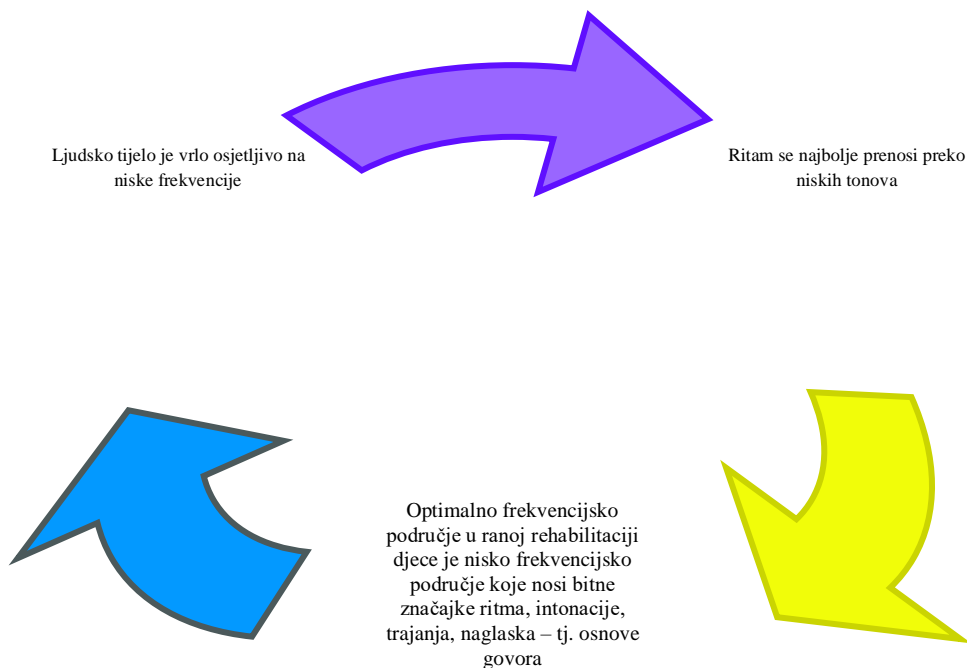 Ljudsko tijelo je vrlo osjetljivo na
niske frekvencije
Ritam se najbolje prenosi preko
niskih tonova
Optimalno frekvencijsko
područje u ranoj rehabilitaciji
djece je nisko frekvencijsko
područje koje nosi bitne
značajke ritma, intonacije,
trajanja, naglaska – tj. osnove
govora